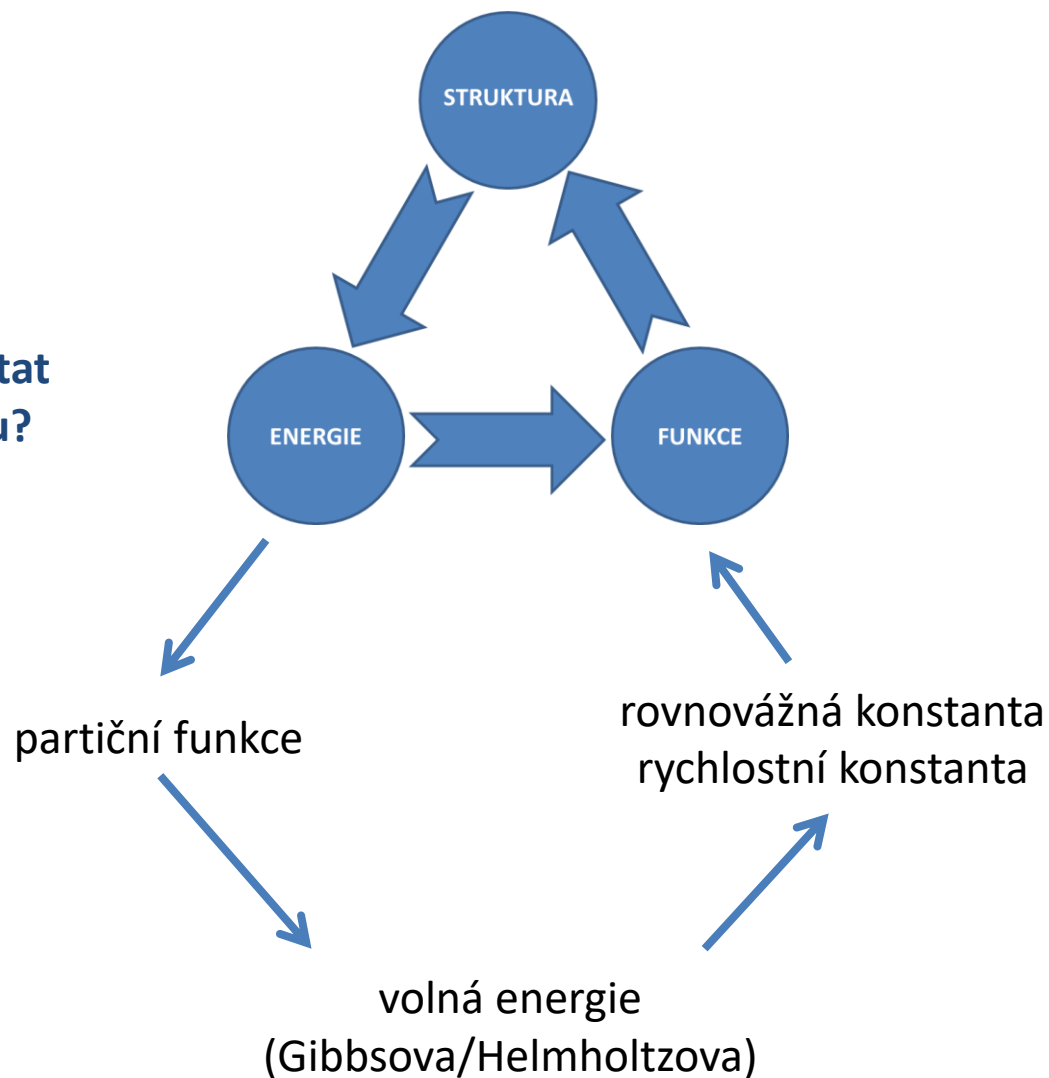 STRUKTURA
tat
u?
ENERGIE
FUNKCE
partiční funkce
rovnovážná konstanta
rychlostní konstanta
volná energie
(Gibbsova/Helmholtzova)